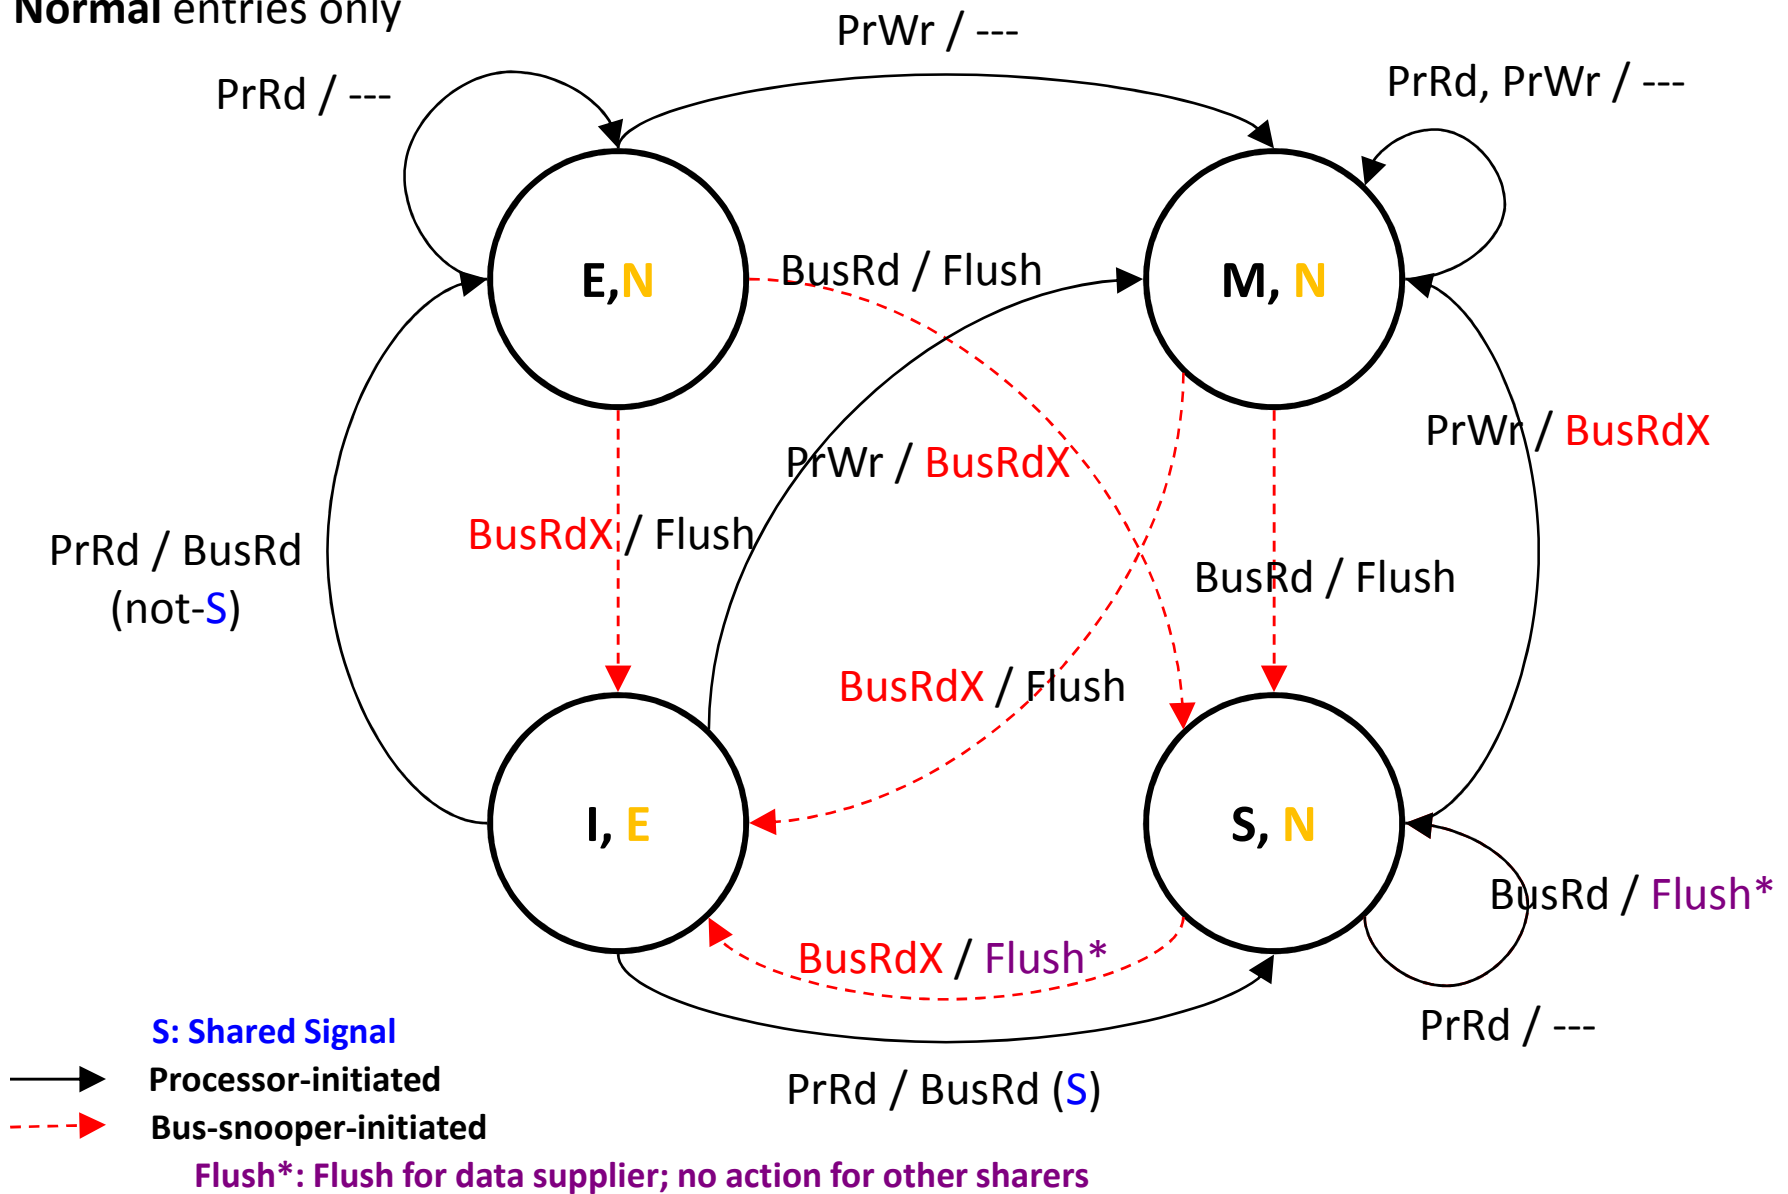 Normal entries only
PrWr / ---
PrRd / ---
PrRd, PrWr / ---
E,N
BusRd / Flush
M, N
PrWr / BusRdX
PrWr / BusRdX
BusRdX / Flush
PrRd / BusRd
(not-S)
BusRd / Flush
BusRdX / Flush
I, E
S, N
BusRd / Flush*
BusRdX / Flush*
PrRd / ---
S: Shared Signal
Processor-initiated
PrRd / BusRd (S)
Bus-snooper-initiated
Flush*: Flush for data supplier; no action for other sharers